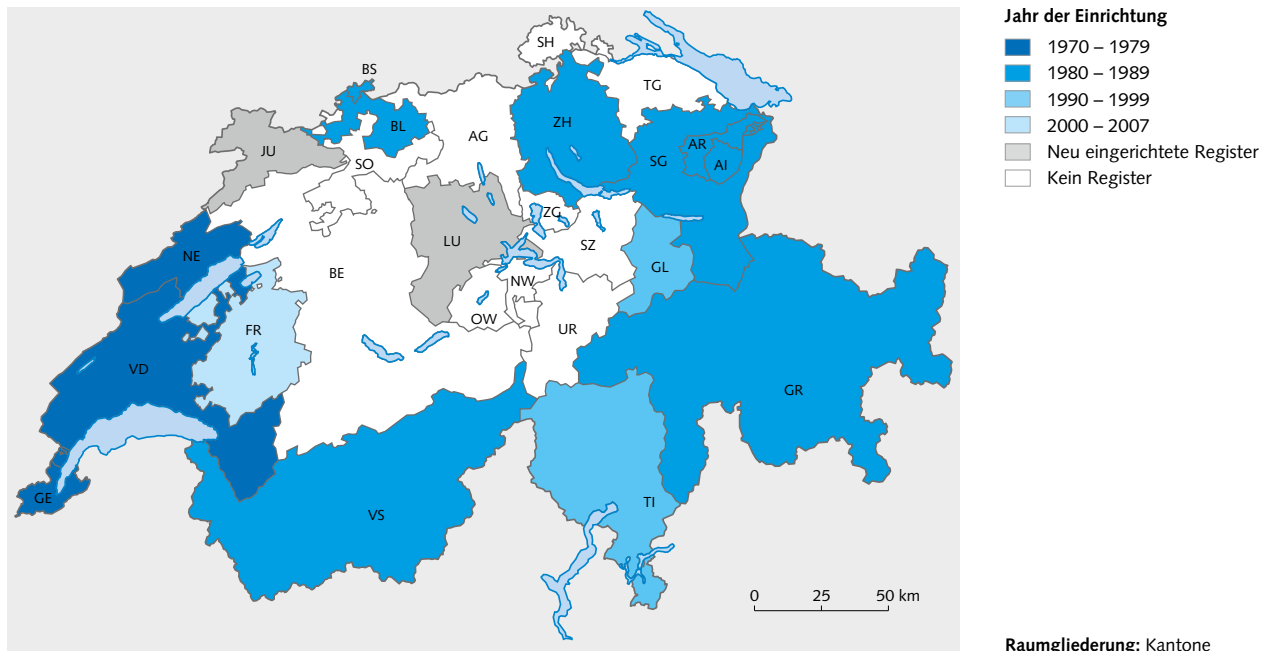 Jahr der Einrichtung
1970 – 1979
1980 – 1989
1990 – 1999
2000 – 2007
Neu eingerichtete Register
Kein Register
SH
BS
TG
BL
ZH
AG
JU
SO
AR
SG
AI
ZG
LU
SZ
NE
BE
GL
NW
OW
UR
FR
VD
GR
GE
VS
TI
0 25 50 km
Raumgliederung: Kantone